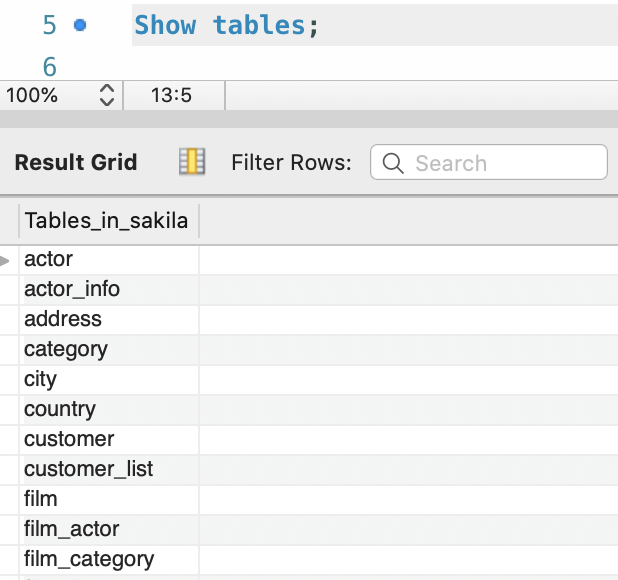 5 Show tables;
6
100% 13:5
Result Grid Filter Rows: Search
Tables_in_sakila
actor
actor_info
address
category
city
country
customer
customer_list
film
film_actor
film_category